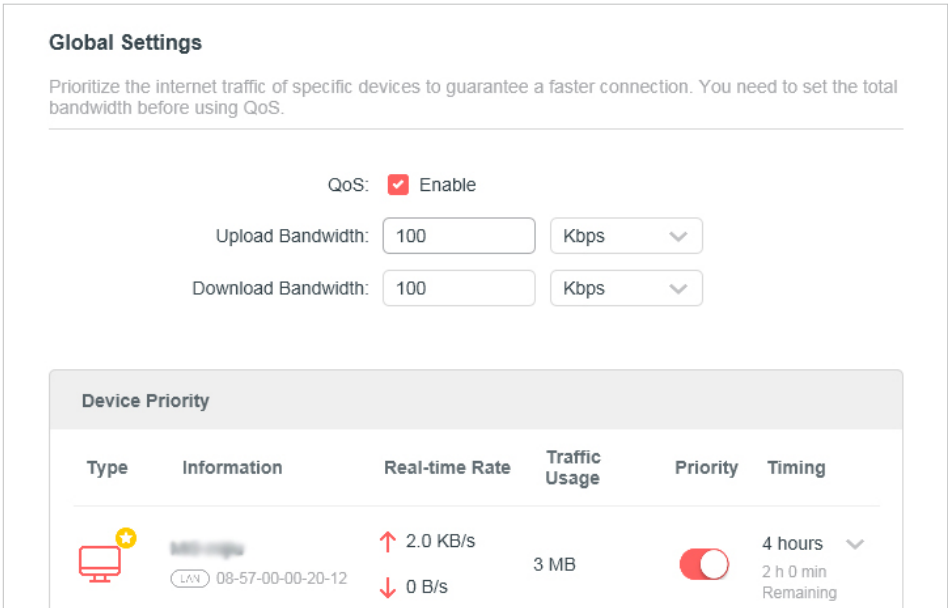 Global Settings
Prioritize the internet traffic of specific devices to guarantee a faster connection. You need to set the total
bandwidth before using QoS.
QoS: Enable
Upload Bandwidth: 100 Kbps
Download Bandwidth: 100 Kbps
Device Priority
Type Information Real-time Rate Traffic Usage Priority Timing
2.0 KB/s 4 hours
LAN 08-57-00-00-20-12 0 B/s 3 MB 2 h 0 min
Remaining